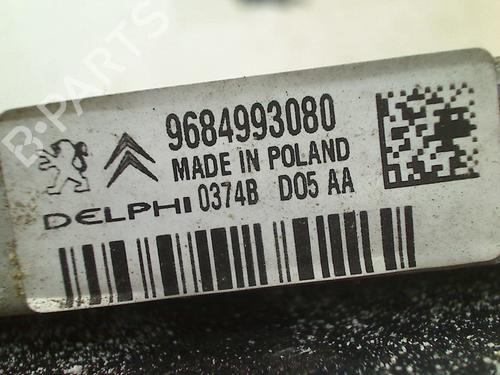 B-PARTS
9684993080
MADE IN POLAND
DELPHI 0374B D05 AA